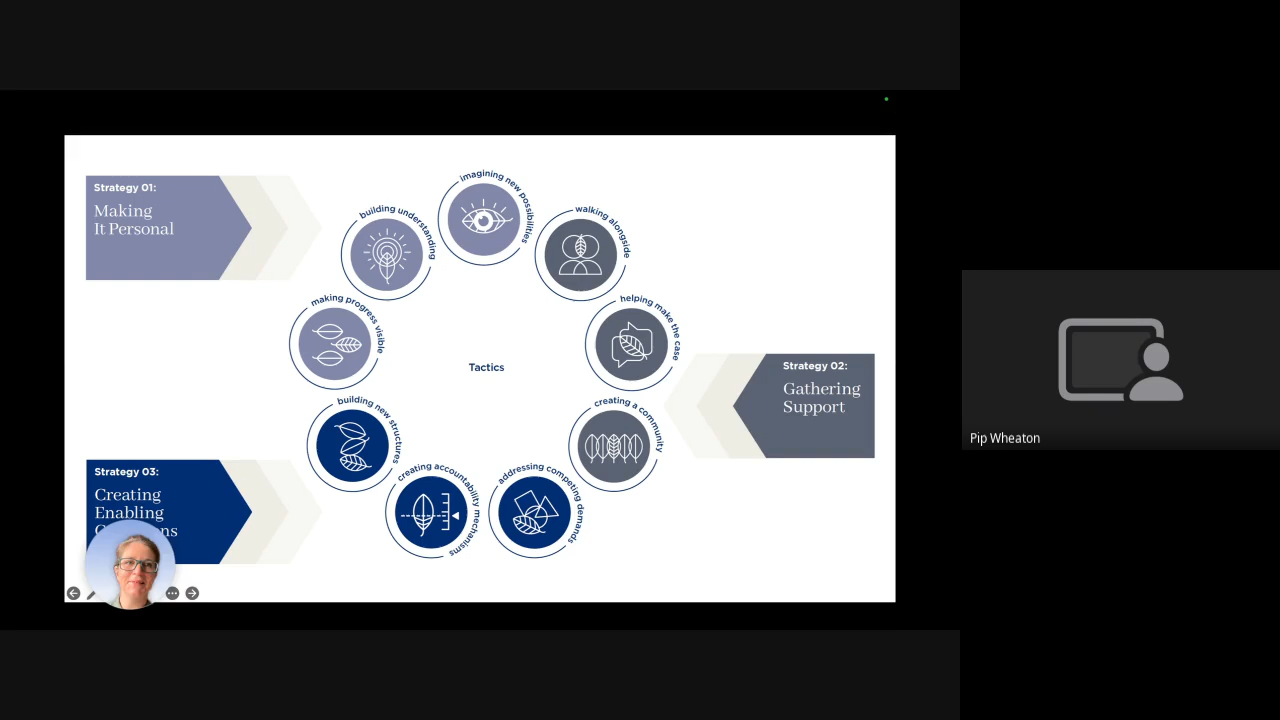 Strategy 01:
Making
It Personal
imagining new possibilities
building understanding
walking alongside
making progress visible
helping make the case
Tactics
Strategy 02:
Gathering
Support
building new structures
creating a community
creating accountability mechanisms
addressing competing demands
Strategy 03:
Creating
Enabling
Pip Wheaton